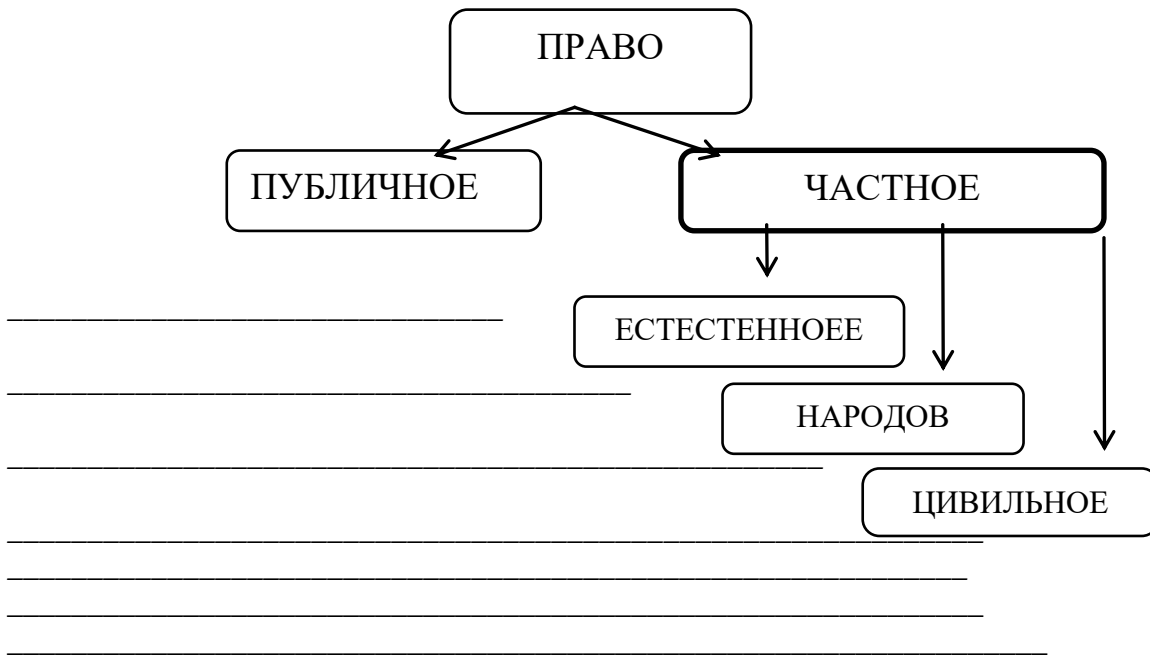 ПРАВО
ПУБЛИЧНОЕ
ЧАСТНОЕ
ЕСТЕСТЕННОЕЕ
НАРОДОВ
ЦИВИЛЬНОЕ